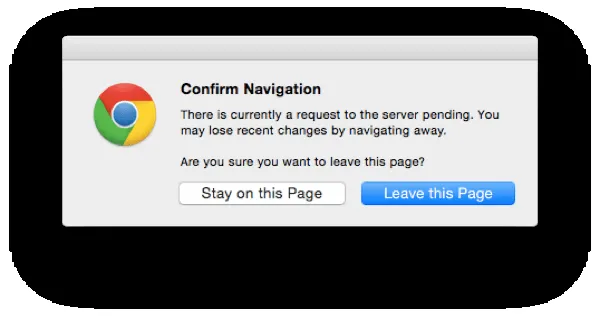 Confirm Navigation
There is currently a request to the server pending. You
may lose recent changes by navigating away.
Are you sure you want to leave this page?
Stay on this Page
Leave this Page